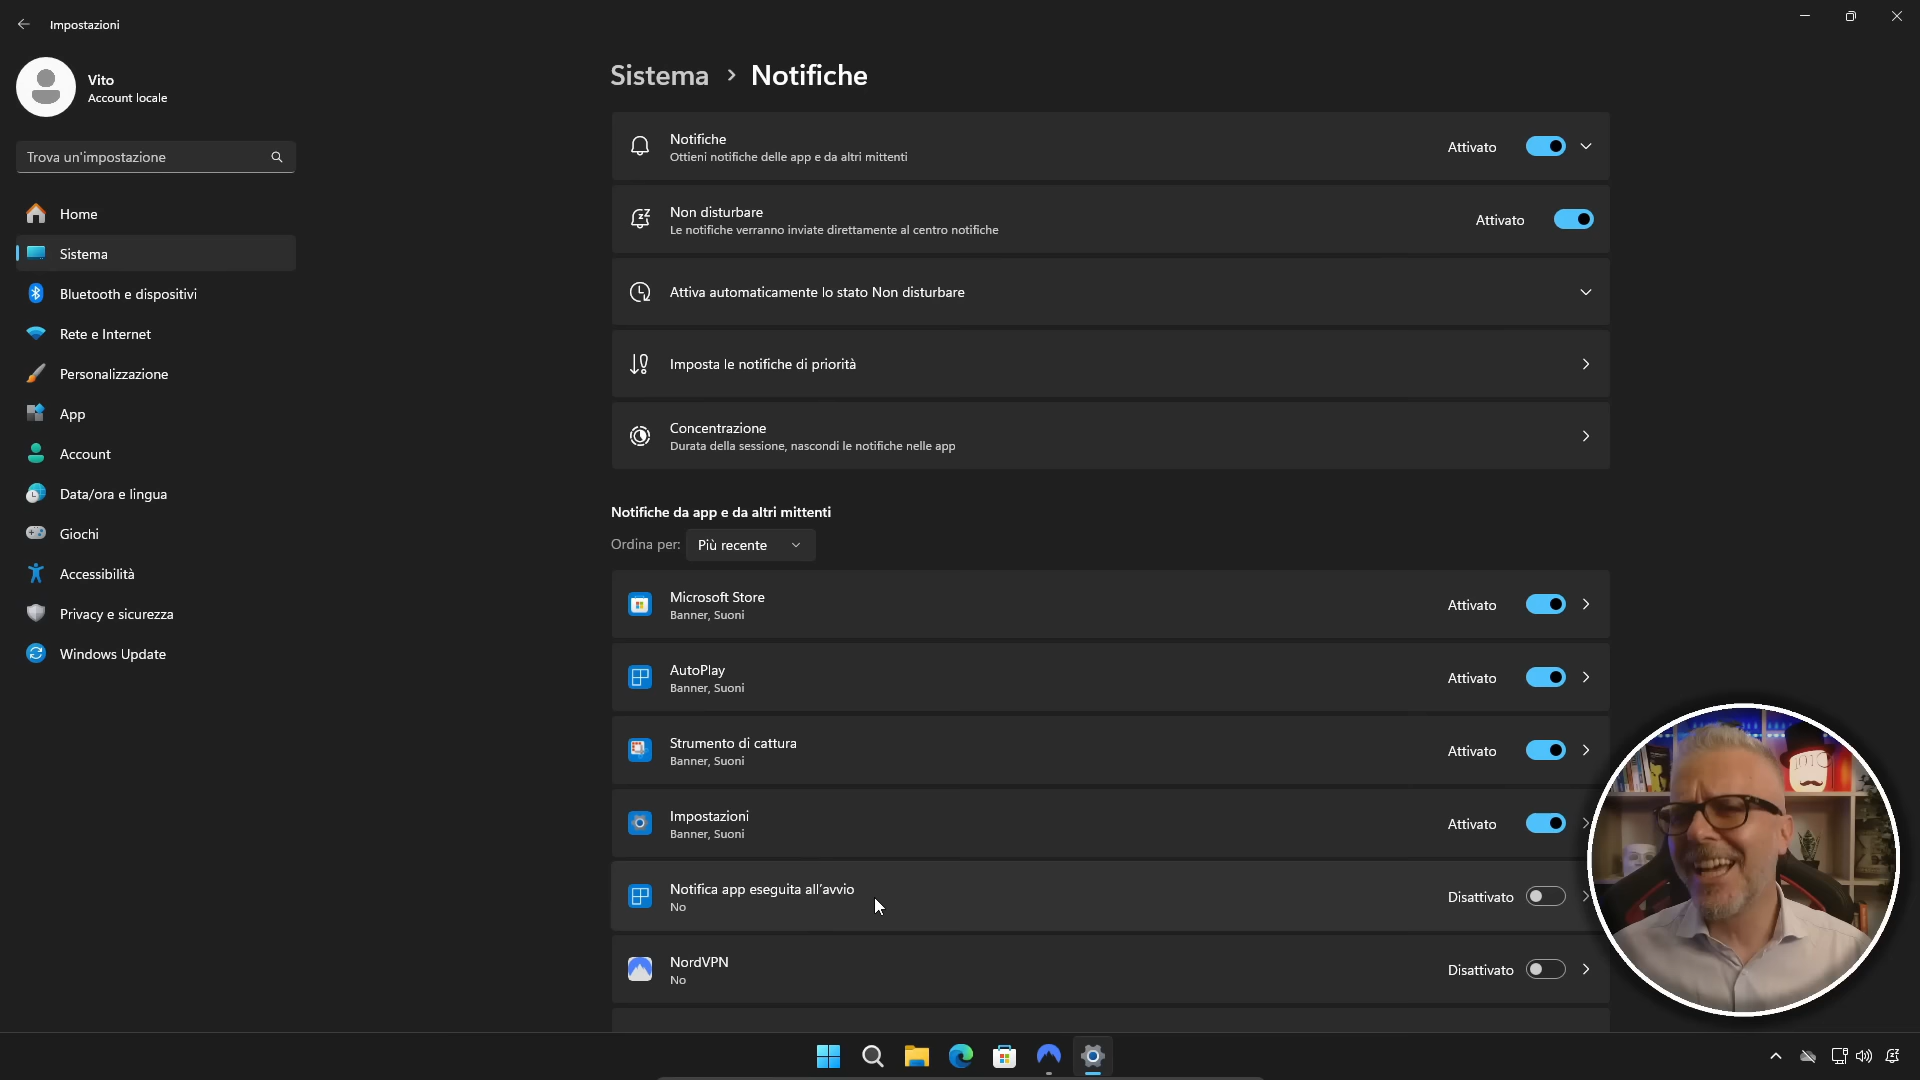 Impostazioni
Vito
Account locale
Trova un'impostazione
Home
Sistema
Bluetooth e dispositivi
Rete e Internet
Personalizzazione
App
Account
Data/ora e lingua
Giochi
Accessibilità
Privacy e sicurezza
Windows Update
Sistema > Notifiche
Notifiche
Ottieni notifiche delle app e da altri mittenti
Attivato
Non disturbare
Le notifiche verranno inviate direttamente al centro notifiche
Attivato
Attiva automaticamente lo stato Non disturbare
Imposta le notifiche di priorità
Concentrazione
Durata della sessione, nascondi le notifiche nelle app
Notifiche da app e da altri mittenti
Ordina per: Più recente
Microsoft Store
Banner, Suoni
Attivato
AutoPlay
Banner, Suoni
Attivato
Strumento di cattura
Banner, Suoni
Attivato
Impostazioni
Banner, Suoni
Attivato
Notifica app eseguita all'avvio
No
Disattivato
NordVPN
No
Disattivato